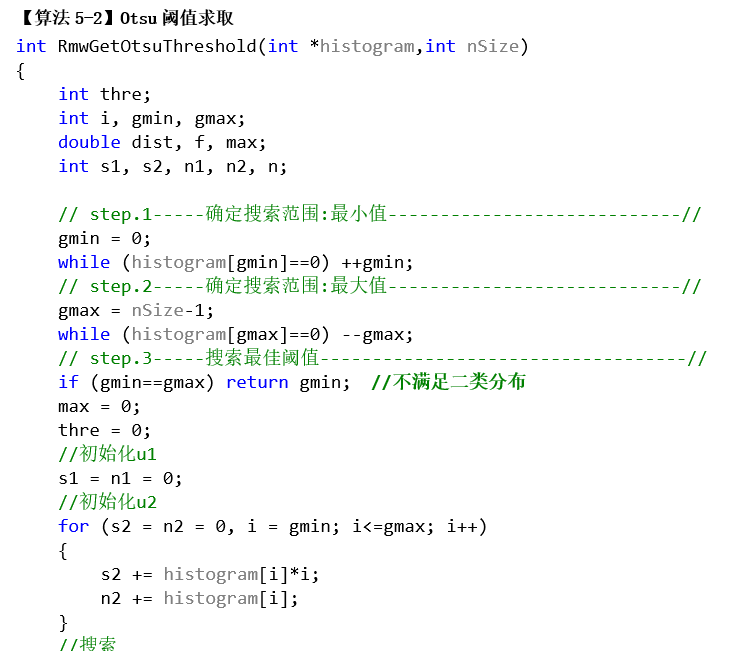 【算法 5-2】Otsu 阈值求取
int RmwGetOtsuThreshold(int *histogram,int nSize)
{
    int thre;
    int i, gmin, gmax;
    double dist, f, max;
    int s1, s2, n1, n2, n;
    // step.1-----确定搜索范围:最小值----------------------------//
    gmin = 0;
    while (histogram[gmin]==0) ++gmin;
    // step.2-----确定搜索范围:最大值----------------------------//
    gmax = nSize-1;
    while (histogram[gmax]==0) --gmax;
    // step.3-----搜索最佳阈值-----------------------------------//
    if (gmin==gmax) return gmin;  //不满足二类分布
    max = 0;
    thre = 0;
    //初始化u1
    s1 = n1 = 0;
    //初始化u2
    for (s2 = n2 = 0, i = gmin; i<=gmax; i++)
    {
        s2 += histogram[i]*i;
        n2 += histogram[i];
    }
    //搜索